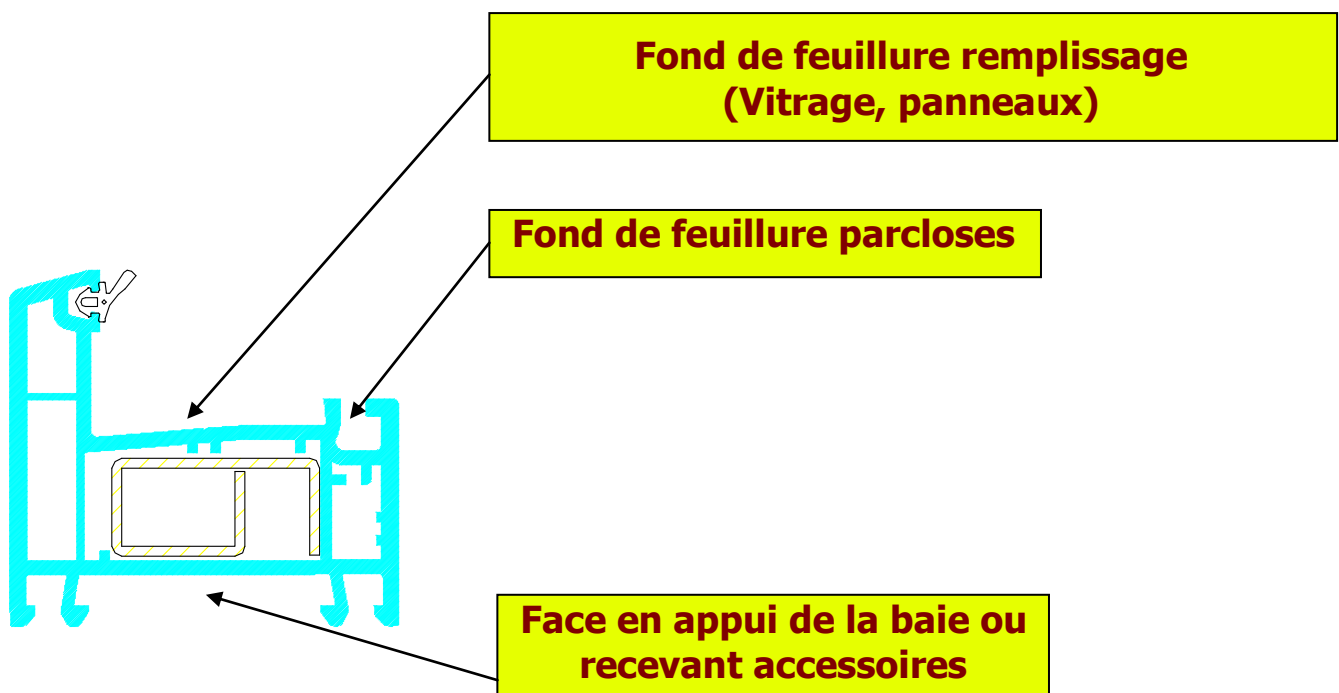 Fond de feuillure remplissage
(Vitrage, panneaux)
Fond de feuillure parcloses
Face en appui de la baie ou
recevant accessoires